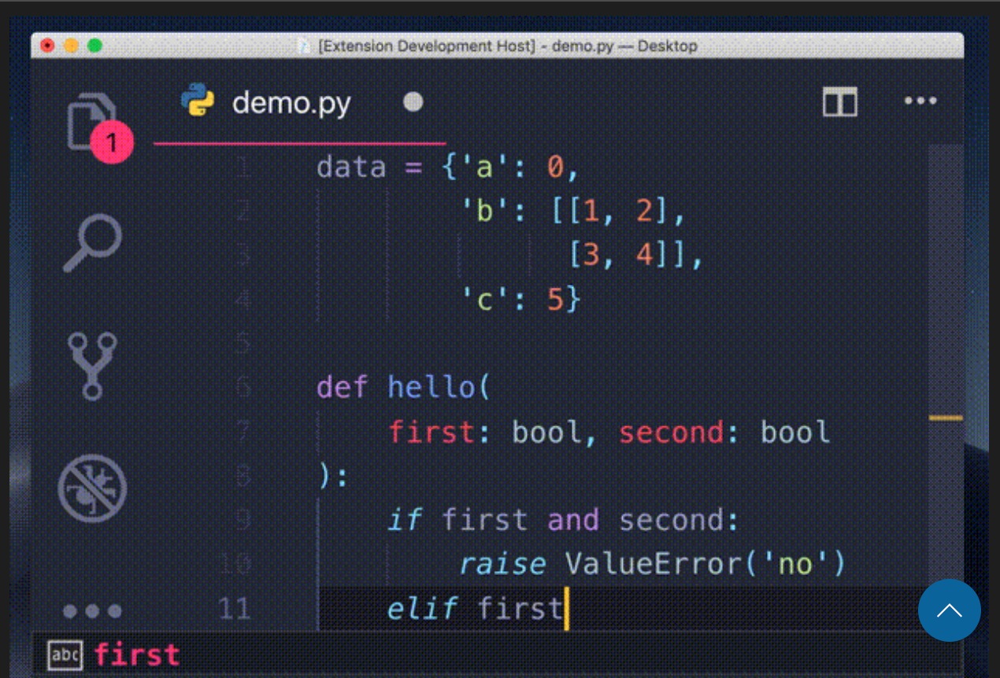 [Extension Development Host] - demo.py — Desktop
demo.py
1
1 data = {'a': 0,
2 'b': [[1, 2],
3 [3, 4]],
4 'c': 5}
5
6 def hello(
7 first: bool, second: bool
8 ):
9 if first and second:
10 raise ValueError('no')
11 elif first
abc first